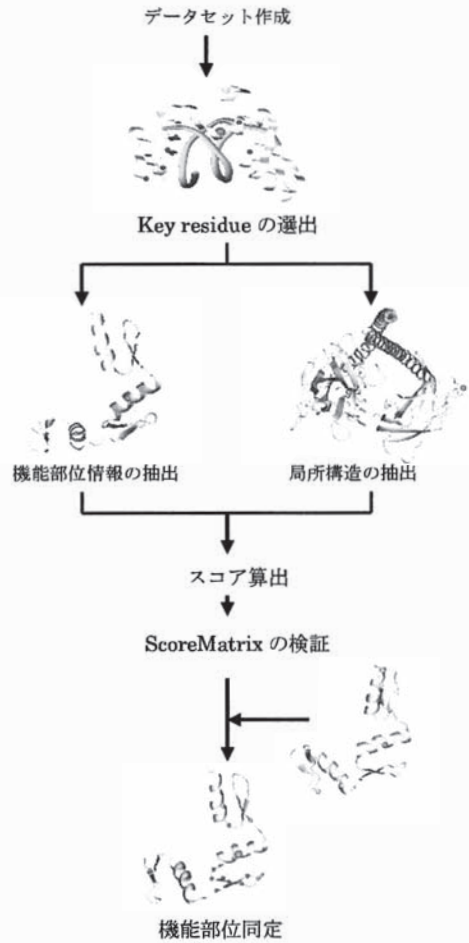 データセット作成
Key residue の選出
機能部位情報の抽出
局所構造の抽出
スコア算出
ScoreMatrix の検証
機能部位同定